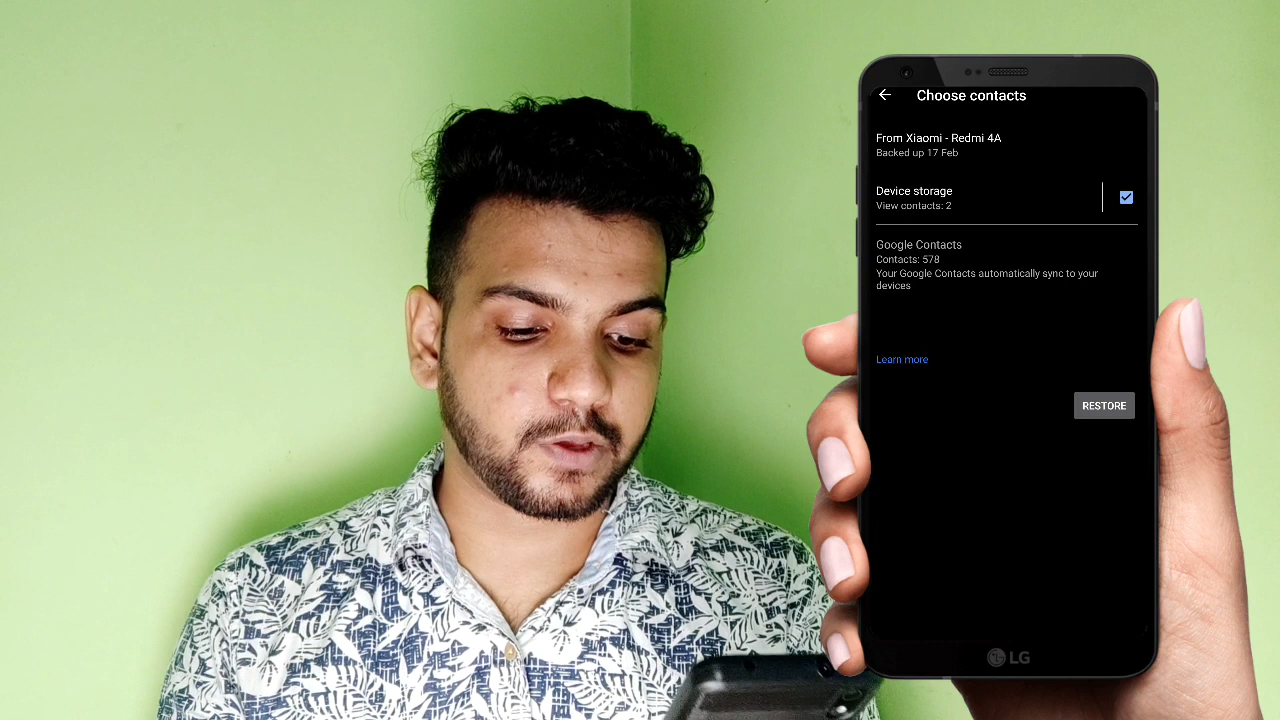 Choose contacts
From Xiaomi - Redmi 4A
Backed up 17 Feb
Device storage
View contacts: 2
Google Contacts
Contacts: 578
Your Google Contacts automatically sync to your
devices
Learn more
RESTORE
LG